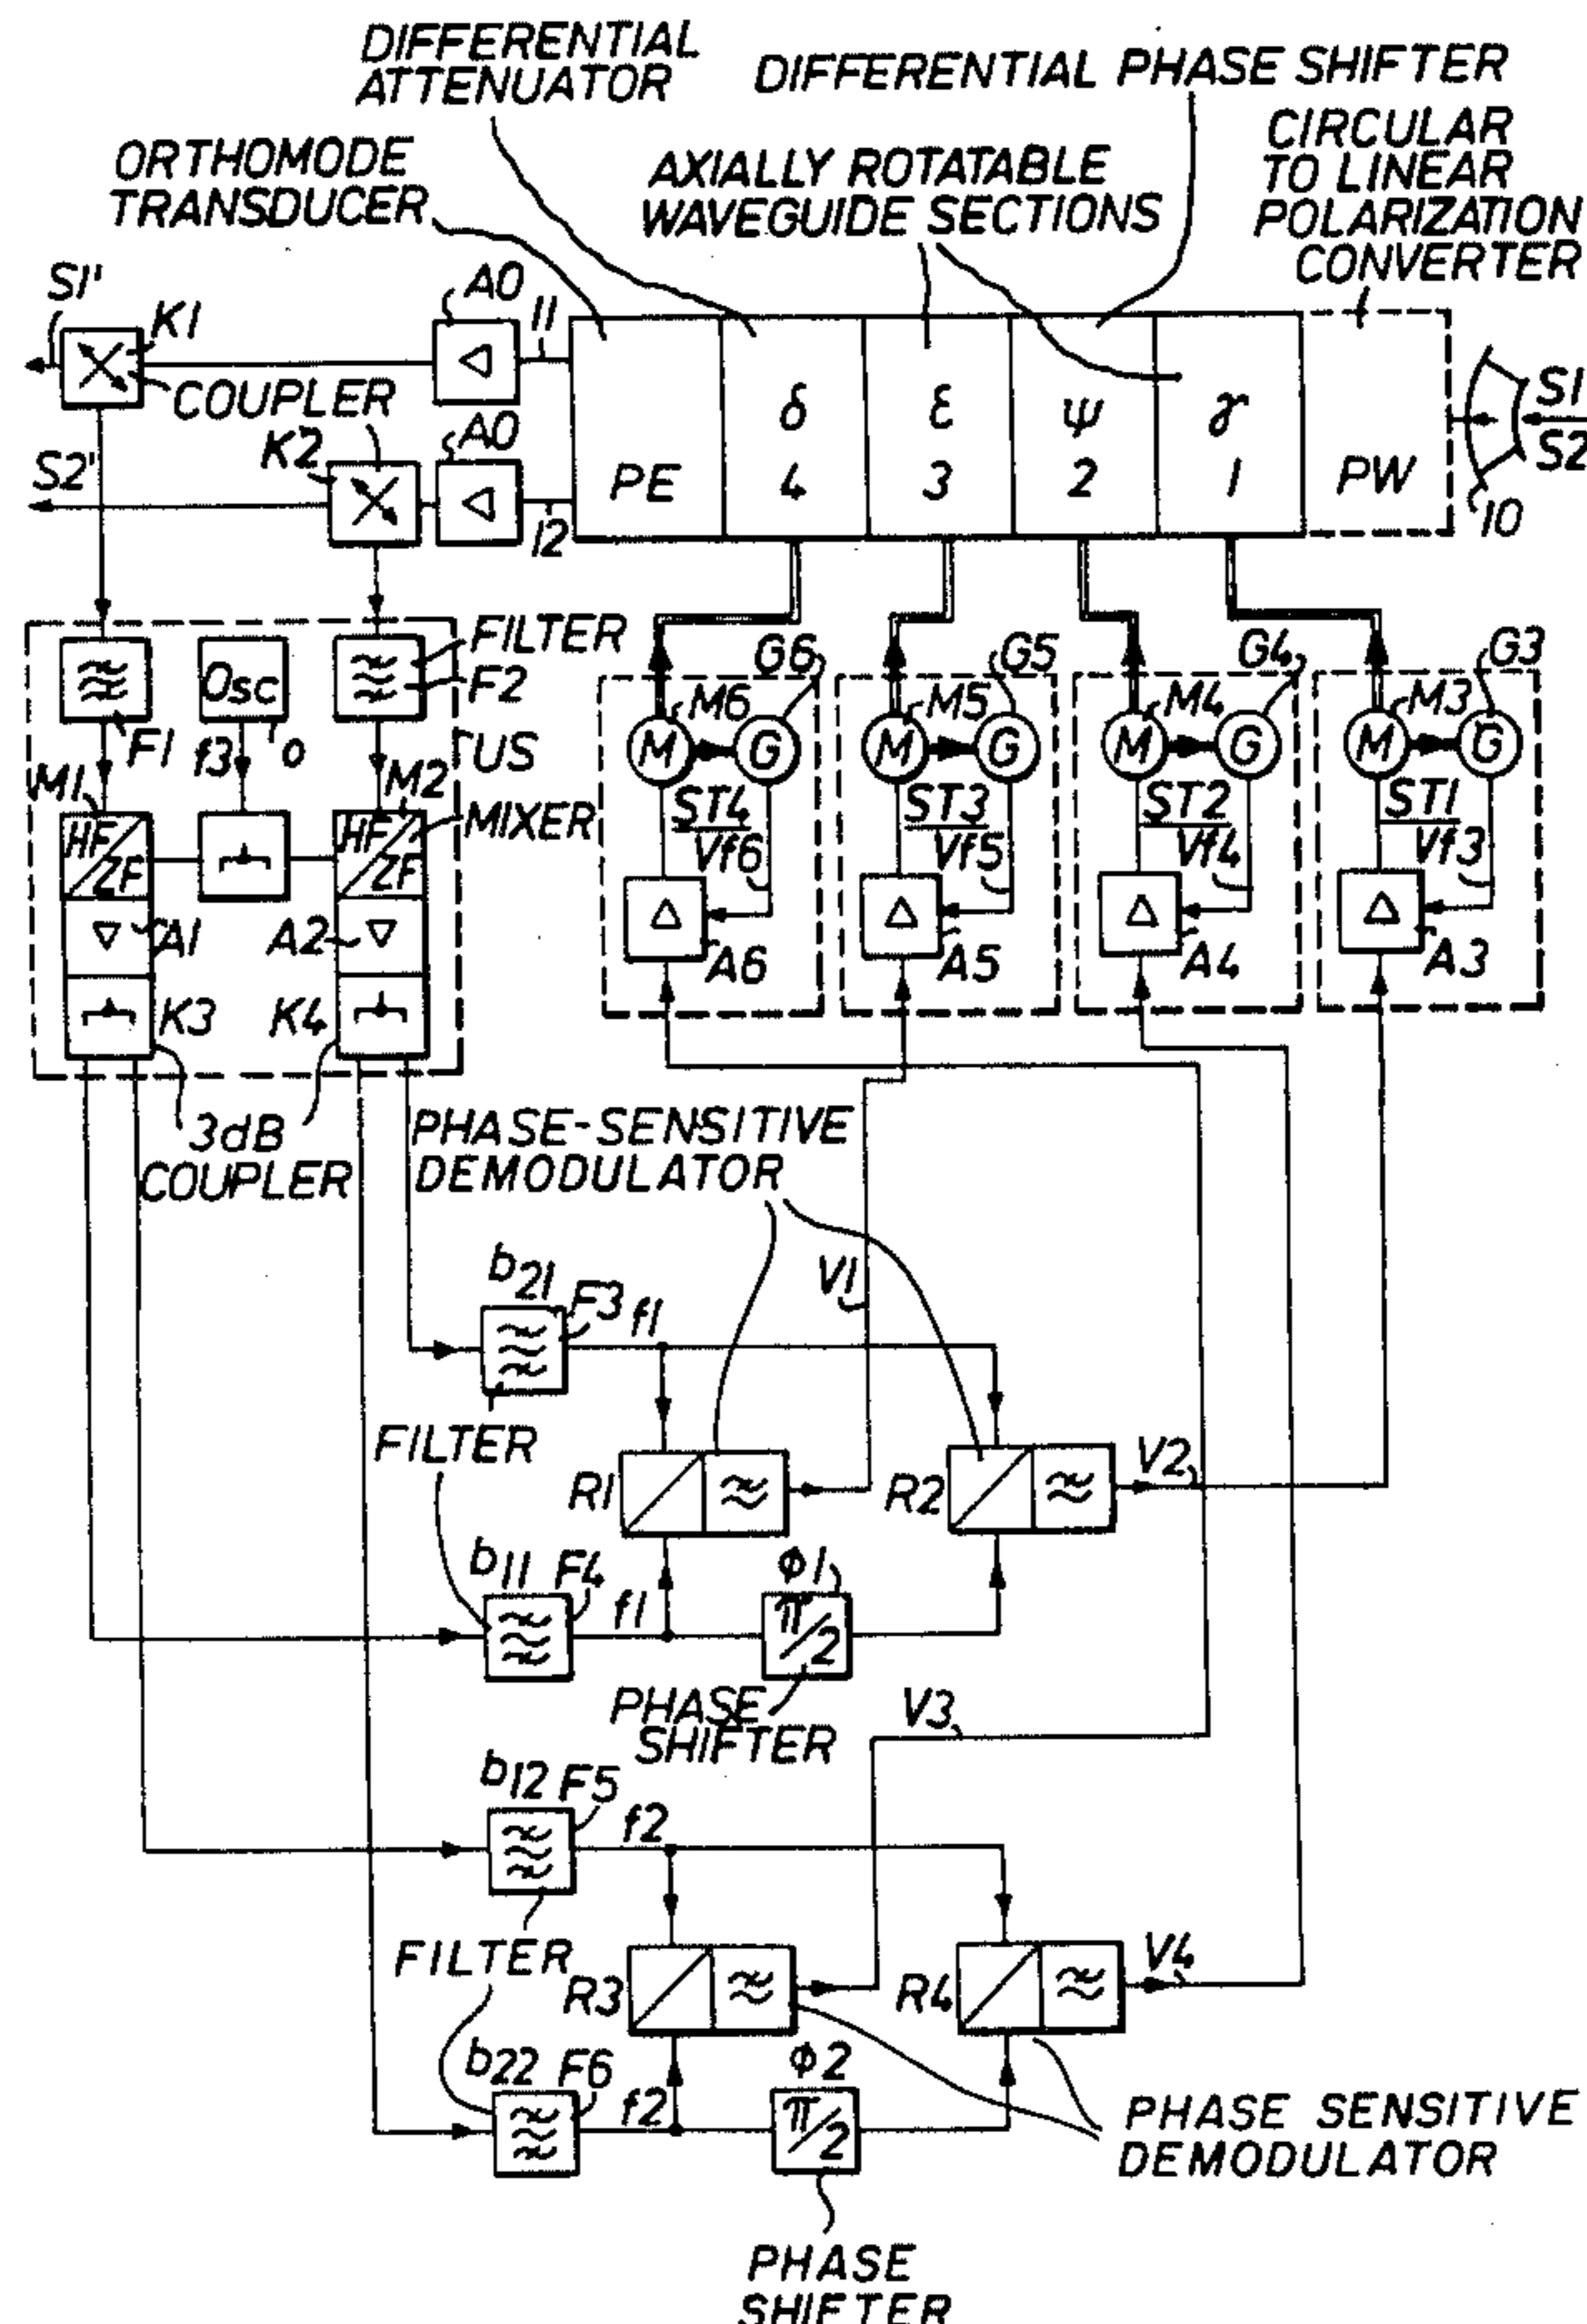 DIFFERENTIAL
ATTENUATOR
DIFFERENTIAL PHASE SHIFTER
ORTHOMODE
TRANSDUCER
AXIALLY ROTATABLE
WAVEGUIDE SECTIONS
CIRCULAR
TO LINEAR
POLARIZATION
CONVERTER
S1'
K1
A0
11
COUPLER
K2
A0
S2'
12
PE
δ
4
ε
3
ψ
2
γ
1
PW
S1
S2
10
FILTER
F2
Osc
F1
f3
o
US
M1
M2
MIXER
HF/ZF
HF/ZF
A1
A2
K3
K4
3dB
COUPLER
G6
M6
M
G
ST4
Vf6
A6
G5
M5
M
G
ST3
Vf5
A5
G4
M4
M
G
ST2
Vf4
A4
G3
M3
M
G
ST1
Vf3
A3
PHASE-SENSITIVE
DEMODULATOR
V1
b21
F3
f1
FILTER
R1
R2
V2
b11
F4
f1
Φ1
π/2
PHASE
SHIFTER
V3
b12
F5
f2
FILTER
R3
R4
V4
b22
F6
f2
Φ2
π/2
PHASE SENSITIVE
DEMODULATOR
PHASE
SHIFTER